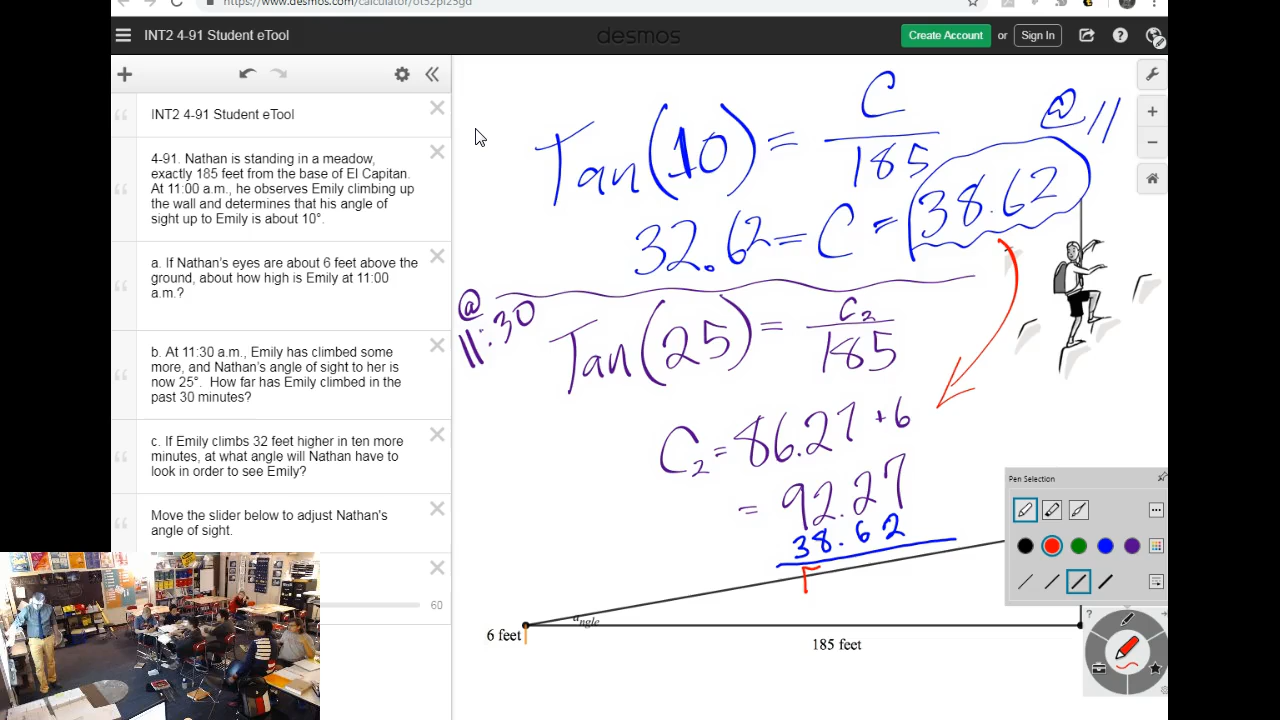 https://www.desmos.com/calculator/ot52pi25gd
INT2 4-91 Student eTool
desmos
Create Account or Sign In
INT2 4-91 Student eTool
4-91. Nathan is standing in a meadow,
exactly 185 feet from the base of El Capitan.
At 11:00 a.m., he observes Emily climbing up
the wall and determines that his angle of
sight up to Emily is about 10°.
a. If Nathan's eyes are about 6 feet above the
ground, about how high is Emily at 11:00
a.m.?
b. At 11:30 a.m., Emily has climbed some
more, and Nathan's angle of sight to her is
now 25°. How far has Emily climbed in the
past 30 minutes?
c. If Emily climbs 32 feet higher in ten more
minutes, at what angle will Nathan have to
look in order to see Emily?
Move the slider below to adjust Nathan's
angle of sight.
60
@ 11
Tan(10) = C/185
32.62 = C = 38.62
@ 11:30
Tan(25) = C2/185
C2 = 86.27 + 6
= 92.27
38.62
angle
6 feet
185 feet
Pen Selection